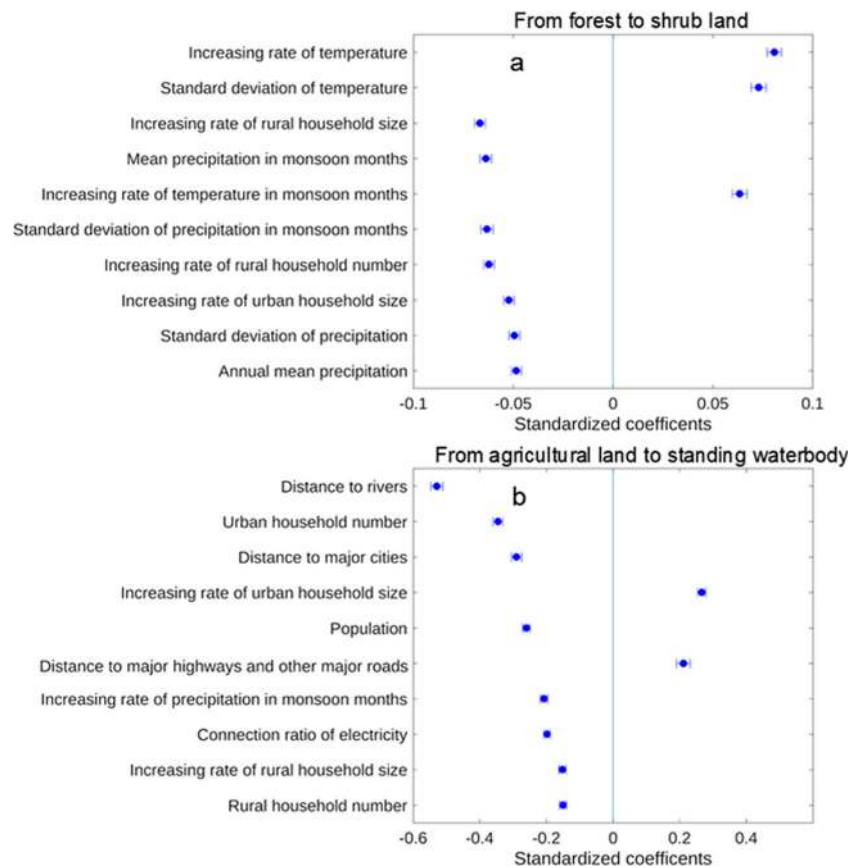 From forest to shrub land
a
Increasing rate of temperature
Standard deviation of temperature
Increasing rate of rural household size
Mean precipitation in monsoon months
Increasing rate of temperature in monsoon months
Standard deviation of precipitation in monsoon months
Increasing rate of rural household number
Increasing rate of urban household size
Standard deviation of precipitation
Annual mean precipitation
-0.1 -0.05 0 0.05 0.1
Standardized coefficents
From agricultural land to standing waterbody
b
Distance to rivers
Urban household number
Distance to major cities
Increasing rate of urban household size
Population
Distance to major highways and other major roads
Increasing rate of precipitation in monsoon months
Connection ratio of electricity
Increasing rate of rural household size
Rural household number
-0.6 -0.4 -0.2 0 0.2 0.4
Standardized coefficents